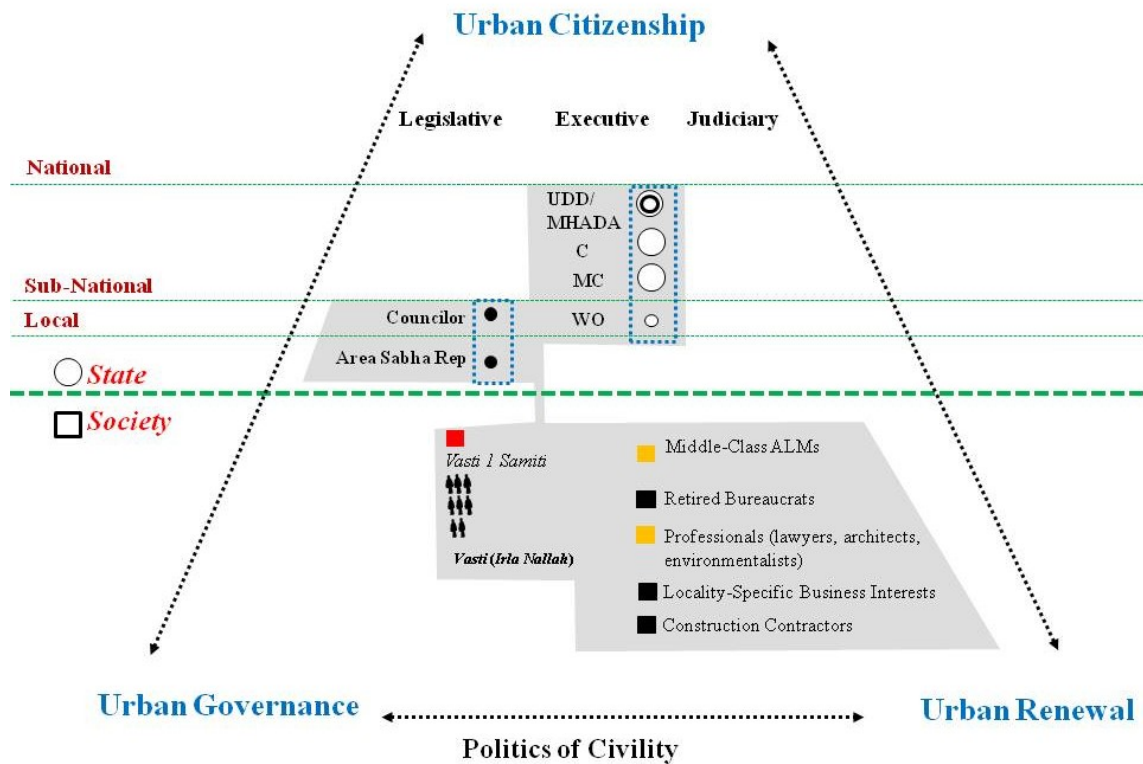 Urban Citizenship
Legislative Executive Judiciary
National
UDD/
MHADA
C
Sub-National
MC
Local
Councilor
WO
Area Sabha Rep
State
Society
Vasti 1 Samiti
Middle-Class ALMs
Retired Bureaucrats
Professionals (lawyers, architects,
environmentalists)
Vasti (Irla Nallah)
Locality-Specific Business Interests
Construction Contractors
Urban Governance
Urban Renewal
Politics of Civility